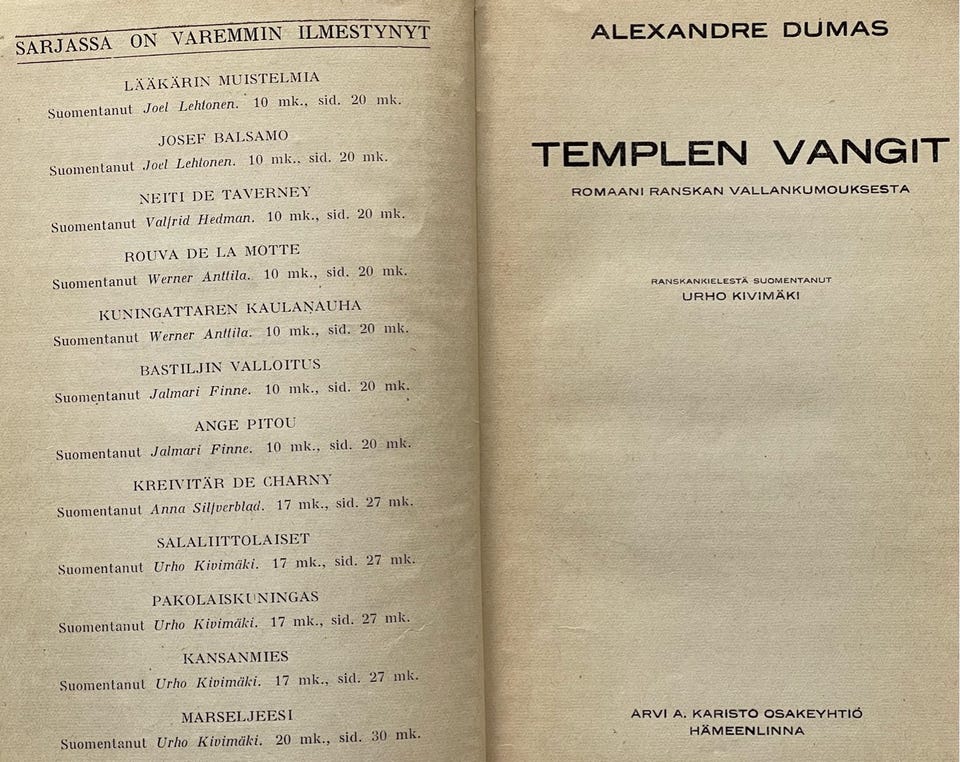 SARJASSA ON VAREMMIN ILMESTYNYT
LÄÄKÄRIN MUISTELMIA
Suomentanut Joel Lehtonen. 10 mk., sid. 20 mk.
JOSEF BALSAMO
Suomentanut Joel Lehtonen. 10 mk., sid. 20 mk.
NEITI DE TAVERNEY
Suomentanut Valfrid Hedman. 10 mk., sid. 20 mk.
ROUVA DE LA MOTTE
Suomentanut Werner Anttila. 10 mk., sid. 20 mk.
KUNINGATTAREN KAULANAUHA
Suomentanut Werner Anttila. 10 mk., sid. 20 mk.
BASTILJIN VALLOITUS
Suomentanut Jalmari Finne. 10 mk., sid. 20 mk.
ANGE PITOU
Suomentanut Jalmari Finne. 10 mk., sid. 20 mk.
KREIVITÄR DE CHARNY
Suomentanut Anna Silfverblad. 17 mk., sid. 27 mk.
SALALIITTOLAISET
Suomentanut Urho Kivimäki. 17 mk., sid. 27 mk.
PAKOLAISKUNINGAS
Suomentanut Urho Kivimäki. 17 mk., sid. 27 mk.
KANSANMIES
Suomentanut Urho Kivimäki. 17 mk., sid. 27 mk.
MARSELJEESI
Suomentanut Urho Kivimäki. 20 mk., sid. 30 mk.
ALEXANDRE DUMAS
TEMPLEN VANGIT
ROMAANI RANSKAN VALLANKUMOUKSESTA
RANSKANKIELESTÄ SUOMENTANUT
URHO KIVIMÄKI
ARVI A. KARISTO OSAKEYHTIÖ
HÄMEENLINNA